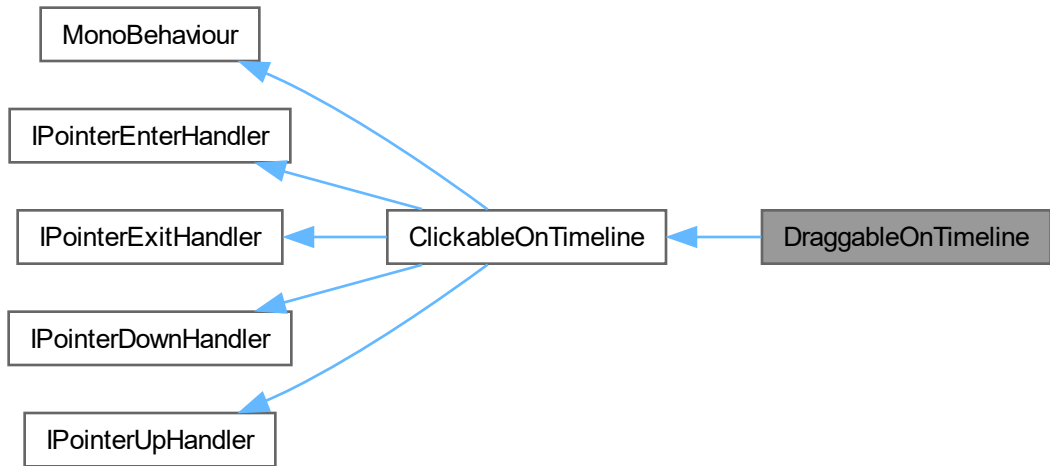 MonoBehaviour
IPointerEnterHandler
IPointerExitHandler
ClickableOnTimeline
DraggableOnTimeline
IPointerDownHandler
IPointerUpHandler